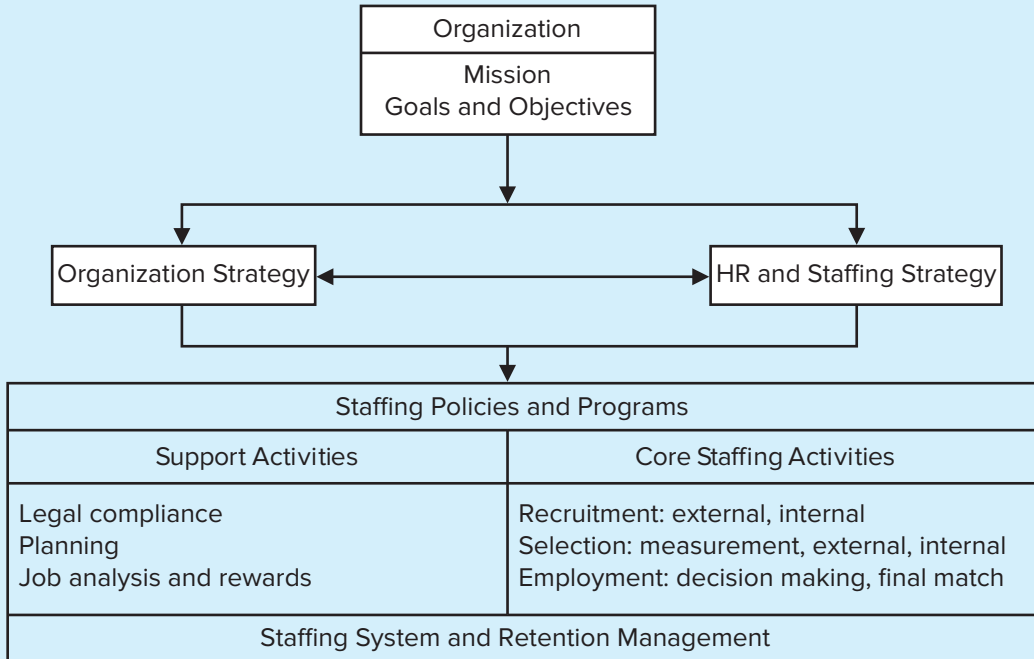 Organization
Mission
Goals and Objectives
Organization Strategy
HR and Staffing Strategy
Staffing Policies and Programs
Support Activities
Core Staffing Activities
Legal compliance
Planning
Job analysis and rewards
Recruitment: external, internal
Selection: measurement, external, internal
Employment: decision making, final match
Staffing System and Retention Management